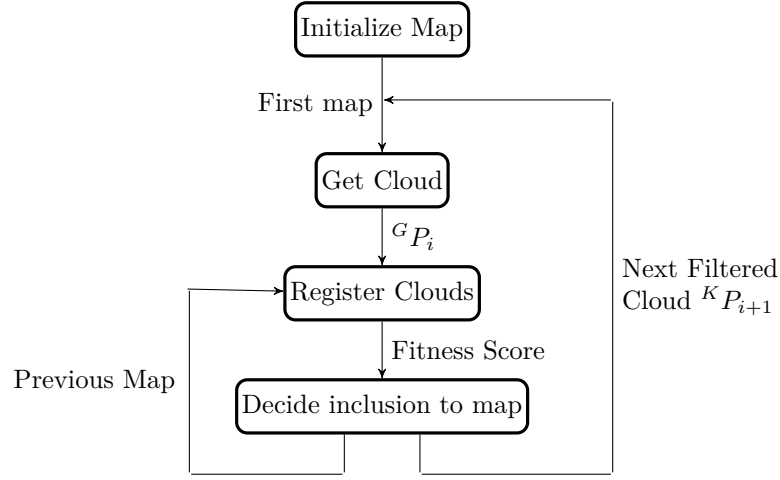 Initialize Map
First map
Get Cloud
$^{G}P_{i}$
Register Clouds
Next Filtered
Cloud $^{K}P_{i+1}$
Fitness Score
Previous Map
Decide inclusion to map